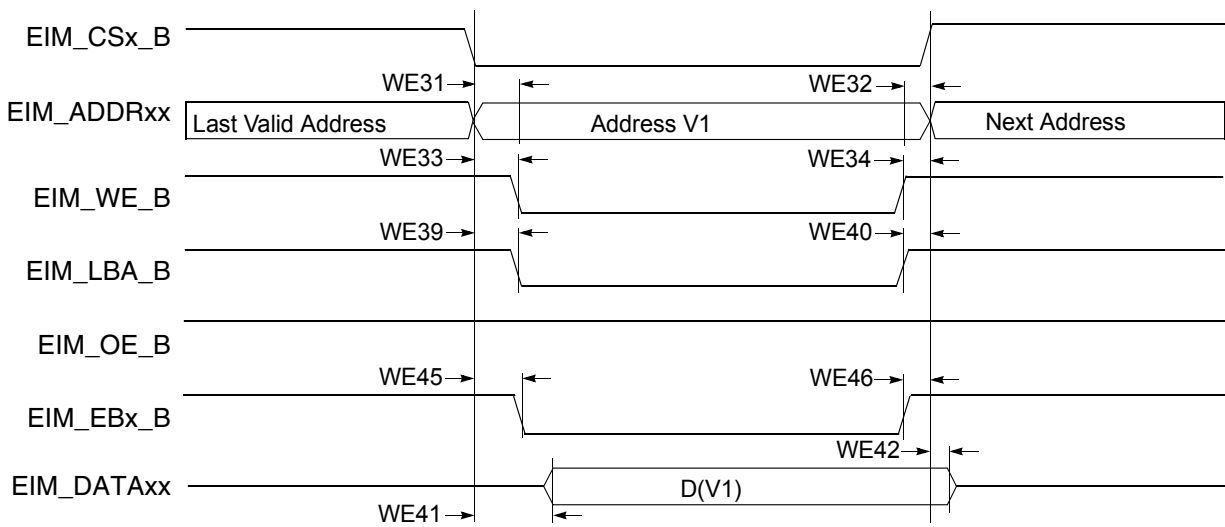 EIM_CSx_B
WE31
WE32
EIM_ADDRxx
Last Valid Address
Address V1
Next Address
WE33
WE34
EIM_WE_B
WE39
WE40
EIM_LBA_B
EIM_OE_B
WE45
WE46
EIM_EBx_B
WE42
EIM_DATAxx
D(V1)
WE41